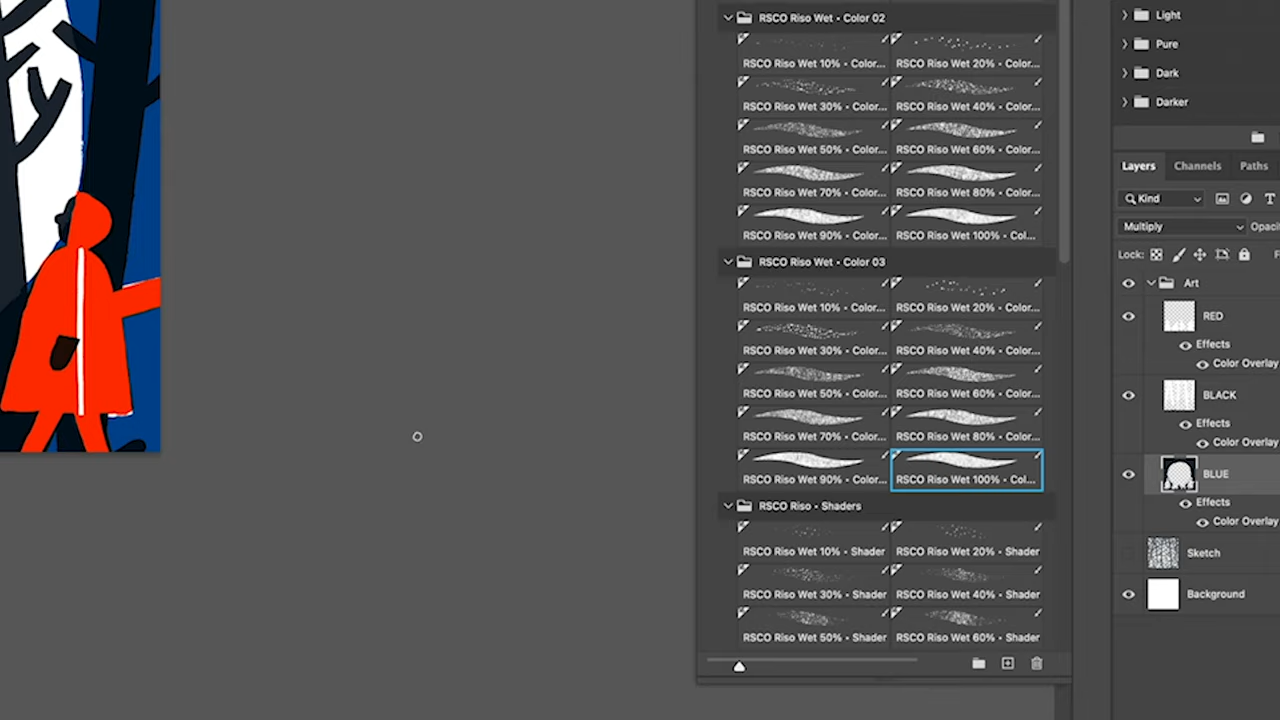 RSCO Riso Wet - Color 02
RSCO Riso Wet 10% - Color...
RSCO Riso Wet 20% - Color...
RSCO Riso Wet 30% - Color...
RSCO Riso Wet 40% - Color...
RSCO Riso Wet 50% - Color...
RSCO Riso Wet 60% - Color...
RSCO Riso Wet 70% - Color...
RSCO Riso Wet 80% - Color...
RSCO Riso Wet 90% - Color...
RSCO Riso Wet 100% - Col...
RSCO Riso Wet - Color 03
RSCO Riso Wet 10% - Color...
RSCO Riso Wet 20% - Color...
RSCO Riso Wet 30% - Color...
RSCO Riso Wet 40% - Color...
RSCO Riso Wet 50% - Color...
RSCO Riso Wet 60% - Color...
RSCO Riso Wet 70% - Color...
RSCO Riso Wet 80% - Color...
RSCO Riso Wet 90% - Color...
RSCO Riso Wet 100% - Col...
RSCO Riso - Shaders
RSCO Riso Wet 10% - Shader
RSCO Riso Wet 20% - Shader
RSCO Riso Wet 30% - Shader
RSCO Riso Wet 40% - Shader
RSCO Riso Wet 50% - Shader
RSCO Riso Wet 60% - Shader
Light
Pure
Dark
Darker
Layers Channels Paths
Kind
Multiply Opaci
Lock:
Art
RED
Effects
Color Overlay
BLACK
Effects
Color Overlay
BLUE
Effects
Color Overlay
Sketch
Background